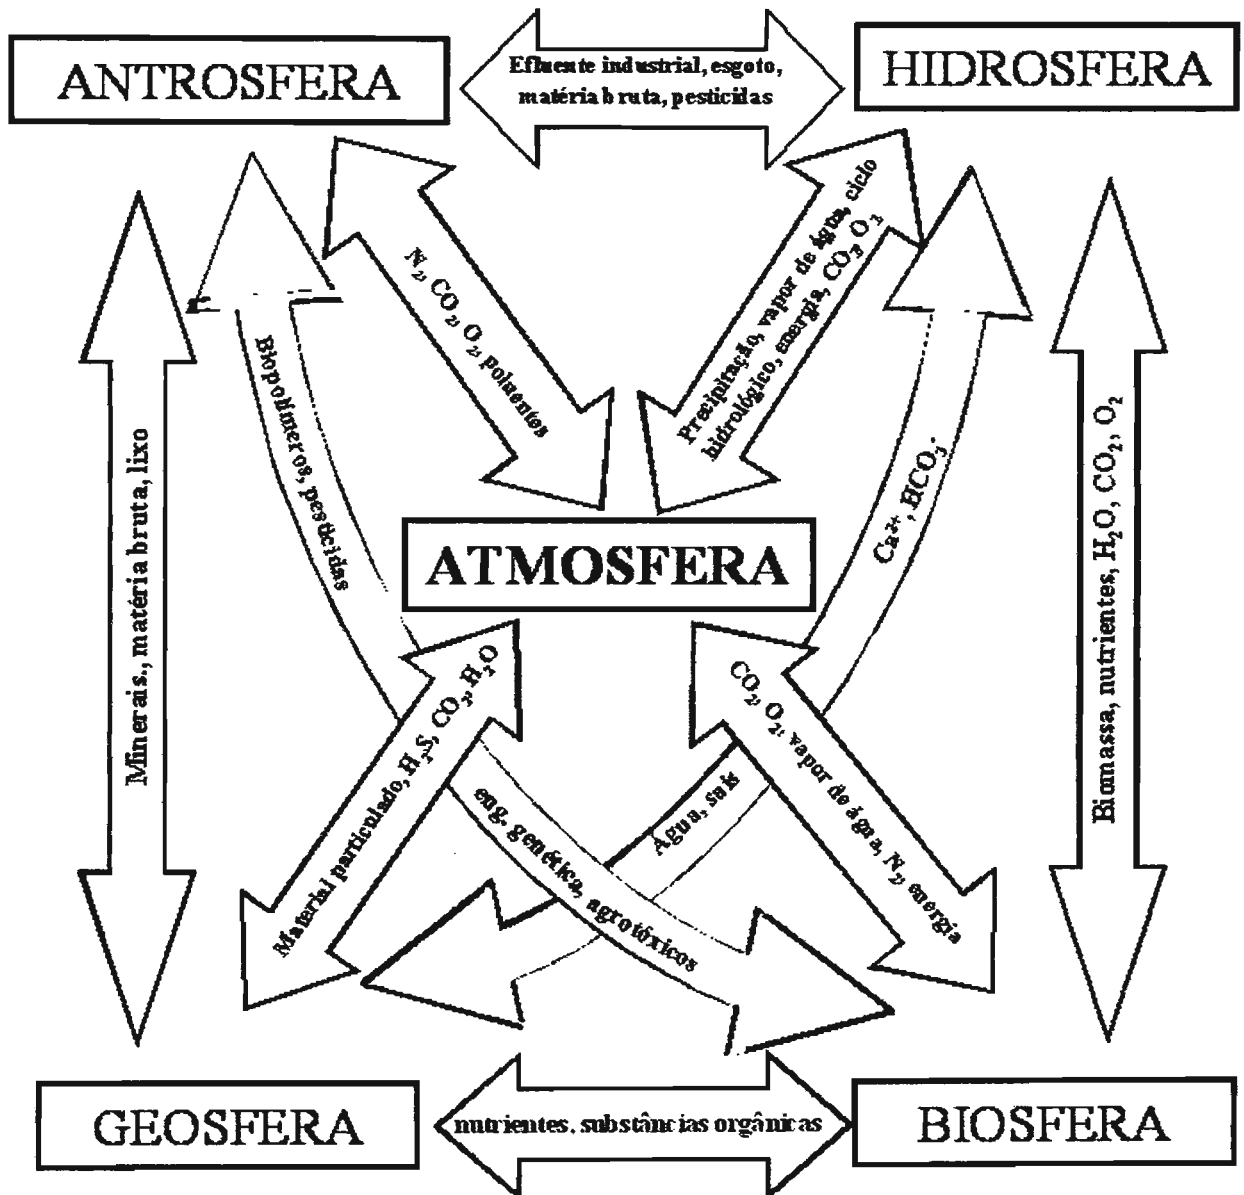 ANTROSFERA
Efluente industrial, esgoto,
matéria bruta, pesticidas
HIDROSFERA
N₂, CO₂, O₂, poluentes
Precipitação, vapor de água, ciclo
hidrológico, energia, CO₂, O₂
Biopolímeros, pesticidas
eng. genética, agrotóxicos
Ca²⁺, HCO₃⁻
Água, sais
Minerais., matéria bruta, lixo
Biomassa, nutrientes, H₂O, CO₂, O₂
ATMOSFERA
Material particulado, H₂S, CO₂, H₂O
CO₂, O₂, vapor de água, N₂, energia
GEOSFERA
nutrientes, substâncias orgânicas
BIOSFERA